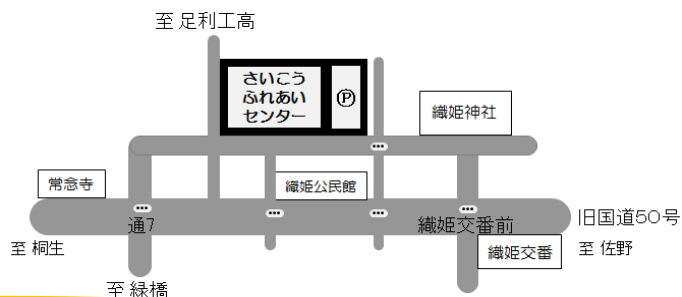 至 足利工高
さいこう
ふれあい
センター
Ⓟ
織姫神社
常念寺
織姫公民館
通7
織姫交番前
旧国道50号
至 桐生
織姫交番
至 佐野
至 緑橋